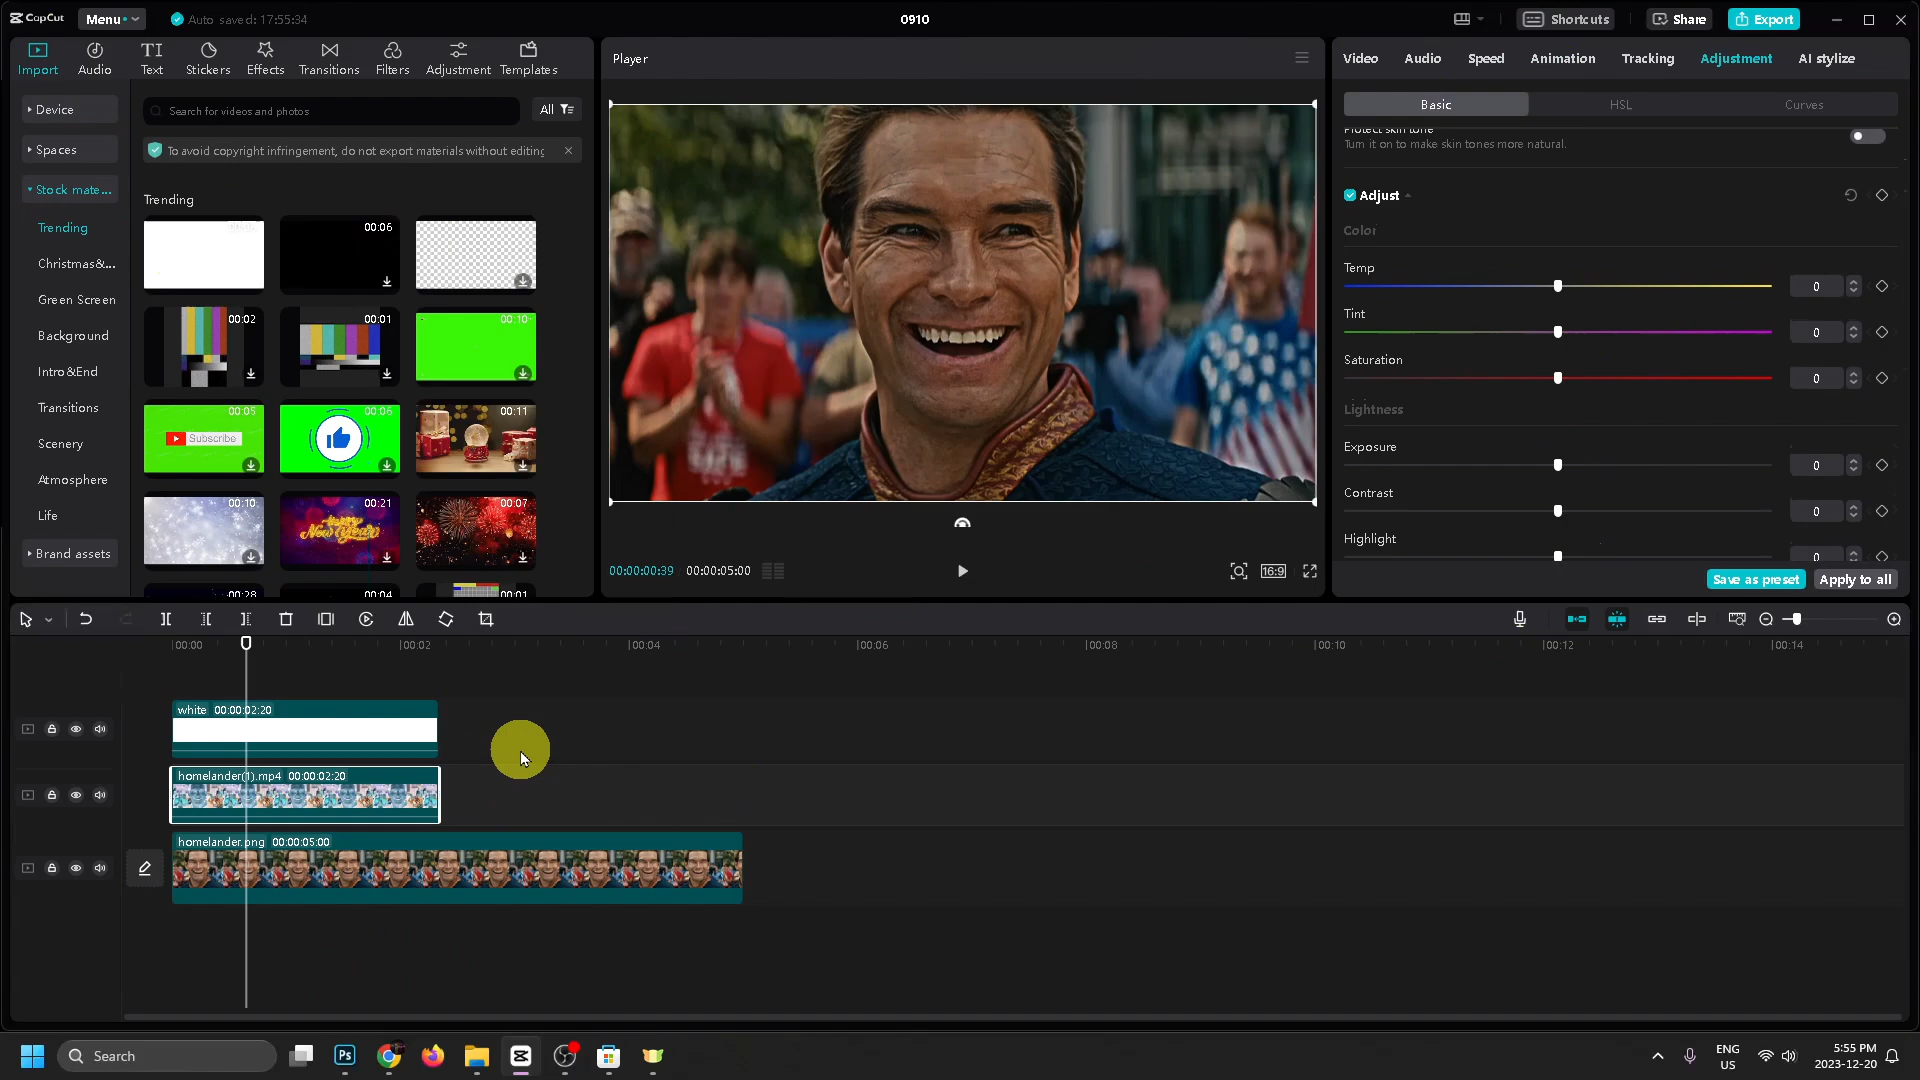 CapCut
Menu
Auto saved: 17:55:34
0910
Shortcuts
Share
Export
Import
Audio
Text
Stickers
Effects
Transitions
Filters
Adjustment
Templates
Device
Spaces
Stock mate...
Trending
Christmas&...
Green Screen
Background
Intro&End
Transitions
Scenery
Atmosphere
Life
Brand assets
Search for videos and photos
All
To avoid copyright infringement, do not export materials without editing
Trending
00:06
00:02
00:01
00:10
00:05
Subscribe
00:06
00:11
00:10
00:21
Happy
New Year
00:07
00:28
00:04
00:01
Player
00:00:00:39
00:00:05:00
16:9
Video
Audio
Speed
Animation
Tracking
Adjustment
AI stylize
Basic
HSL
Curves
Protect skin tone
Turn it on to make skin tones more natural.
Adjust
Color
Temp
0
Tint
0
Saturation
0
Lightness
Exposure
0
Contrast
0
Highlight
0
Save as preset
Apply to all
00:00
00:02
00:04
00:06
00:08
00:10
00:12
00:14
white 00:00:02:20
homelander(1).mp4 00:00:02:20
homelander.png 00:00:05:00
Search
Ps
ENG
US
5:55 PM
2023-12-20